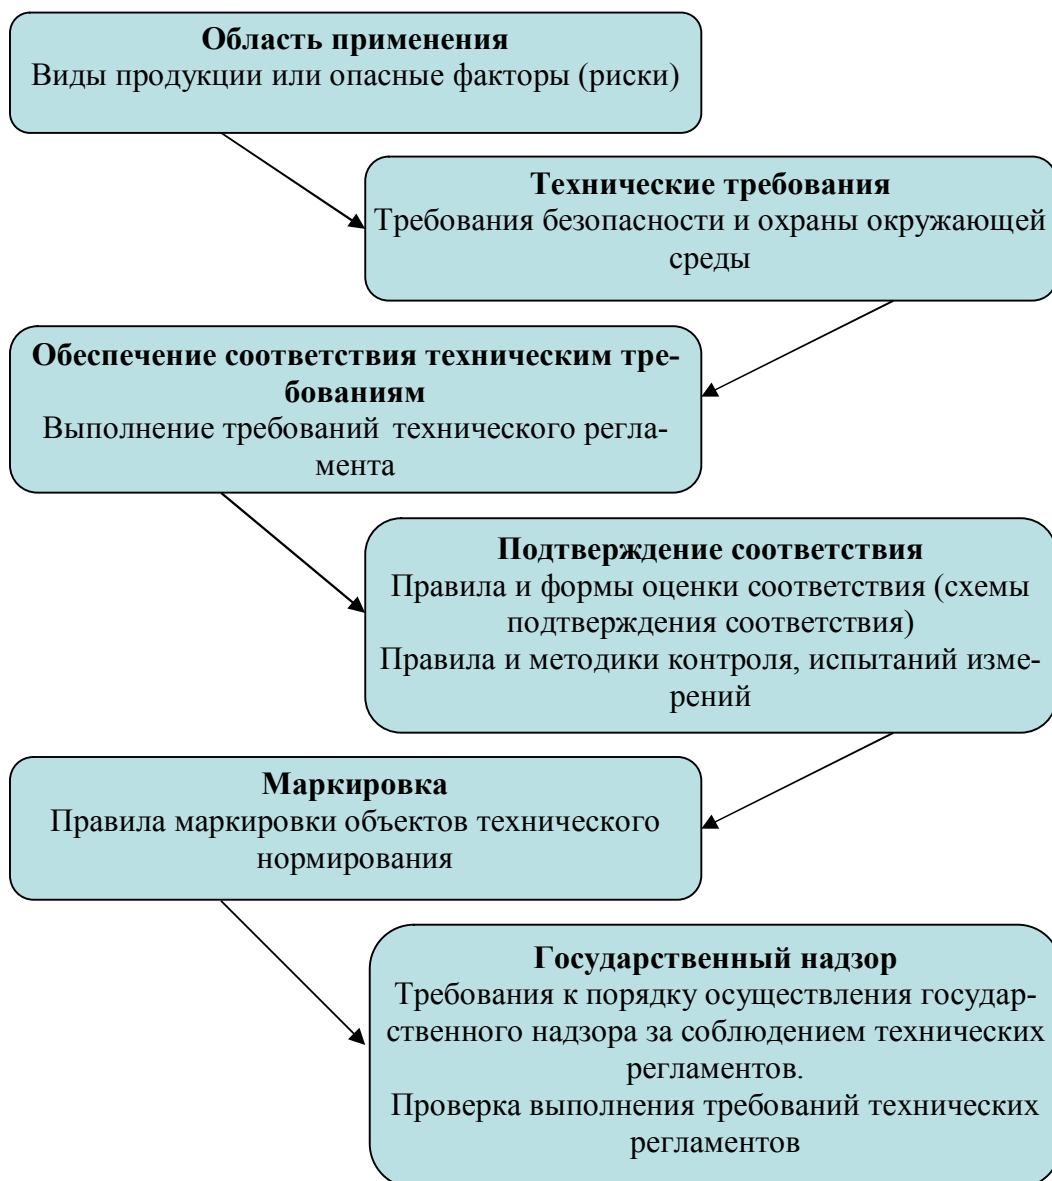 Область применения
Виды продукции или опасные факторы (риски)
Технические требования
Требования безопасности и охраны окружающей
среды
Обеспечение соответствия техническим тре-
бованиям
Выполнение требований технического регла-
мента
Подтверждение соответствия
Правила и формы оценки соответствия (схемы
подтверждения соответствия)
Правила и методики контроля, испытаний изме-
рений
Маркировка
Правила маркировки объектов технического
нормирования
Государственный надзор
Требования к порядку осуществления государ-
ственного надзора за соблюдением технических
регламентов.
Проверка выполнения требований технических
регламентов